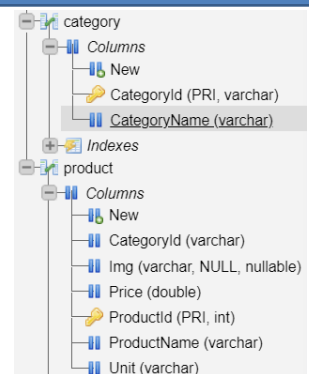 category
Columns
New
CategoryId (PRI, varchar)
CategoryName (varchar)
Indexes
product
Columns
New
CategoryId (varchar)
Img (varchar, NULL, nullable)
Price (double)
ProductId (PRI, int)
ProductName (varchar)
Unit (varchar)